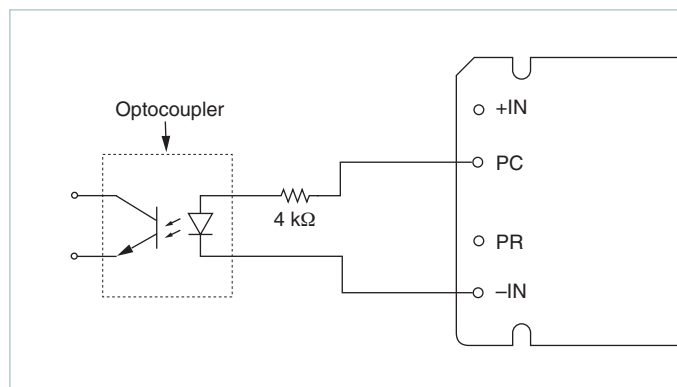 Optocoupler
+IN
PC
4 kΩ
PR
–IN